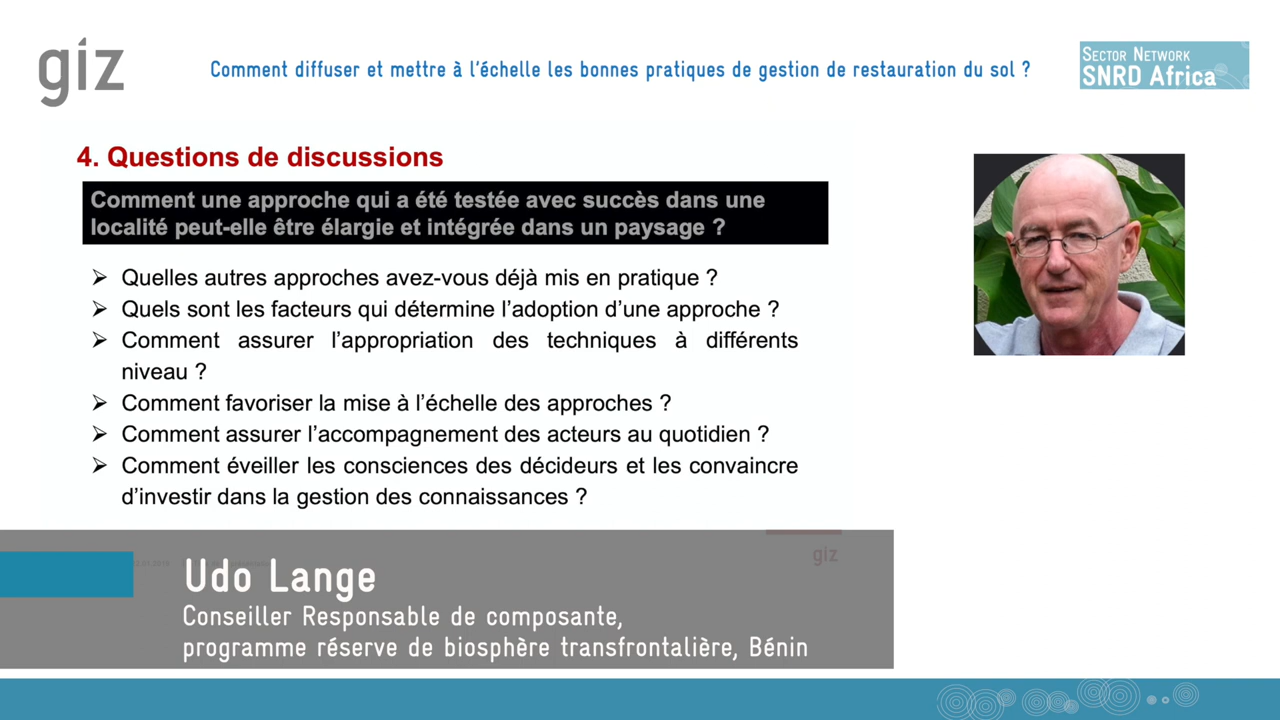 giz
Comment diffuser et mettre à l'échelle les bonnes pratiques de gestion de restauration du sol ?
SECTOR NETWORK
SNRD Africa
4. Questions de discussions
Comment une approche qui a été testée avec succès dans une
localité peut-elle être élargie et intégrée dans un paysage ?
➢ Quelles autres approches avez-vous déjà mis en pratique ?
➢ Quels sont les facteurs qui détermine l'adoption d'une approche ?
➢ Comment assurer l'appropriation des techniques à différents
niveau ?
➢ Comment favoriser la mise à l'échelle des approches ?
➢ Comment assurer l'accompagnement des acteurs au quotidien ?
➢ Comment éveiller les consciences des décideurs et les convaincre
d'investir dans la gestion des connaissances ?
giz
Udo Lange
Conseiller Responsable de composante,
programme réserve de biosphère transfrontalière, Bénin